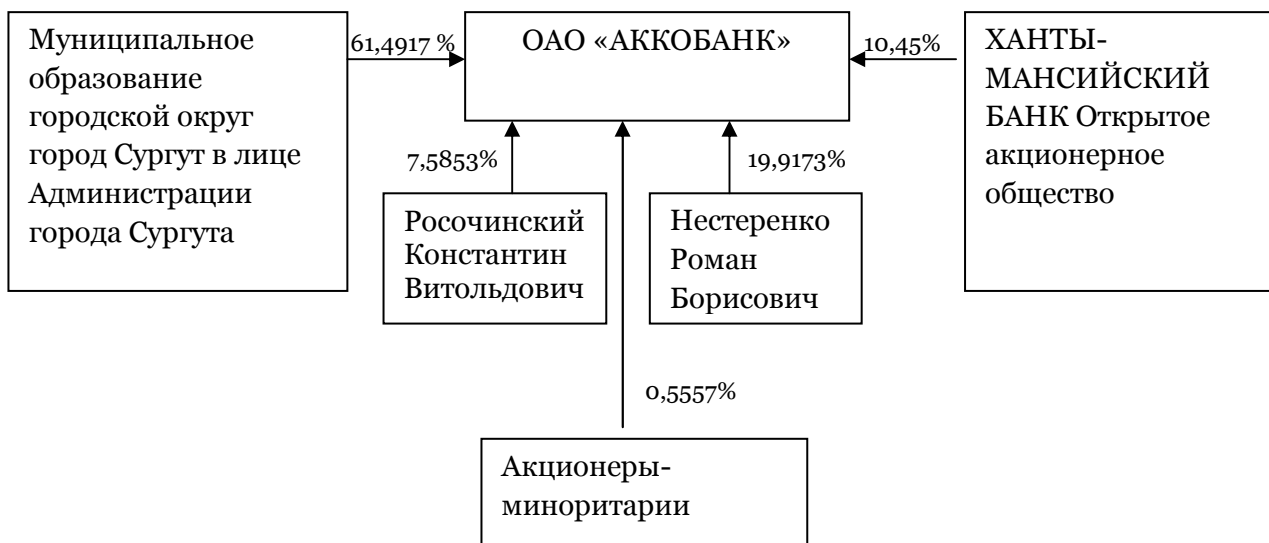 Муниципальное
образование
городской округ
город Сургут в лице
Администрации
города Сургута
61,4917 %
ОАО «АККОБАНК»
10,45%
ХАНТЫ-
МАНСИЙСКИЙ
БАНК Открытое
акционерное
общество
7,5853%
19,9173%
Росочинский
Константин
Витольдович
Нестеренко
Роман
Борисович
0,5557%
Акционеры-
миноритарии